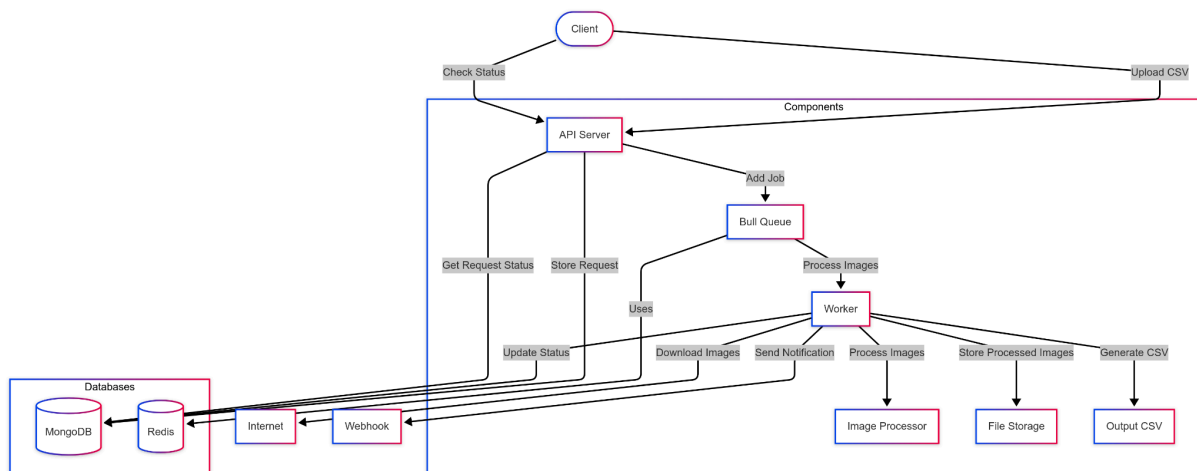 Client
Check Status
Upload CSV
Components
API Server
Add Job
Bull Queue
Get Request Status
Store Request
Process Images
Uses
Worker
Update Status
Download Images
Send Notification
Process Images
Store Processed Images
Generate CSV
Databases
MongoDB
Redis
Internet
Webhook
Image Processor
File Storage
Output CSV